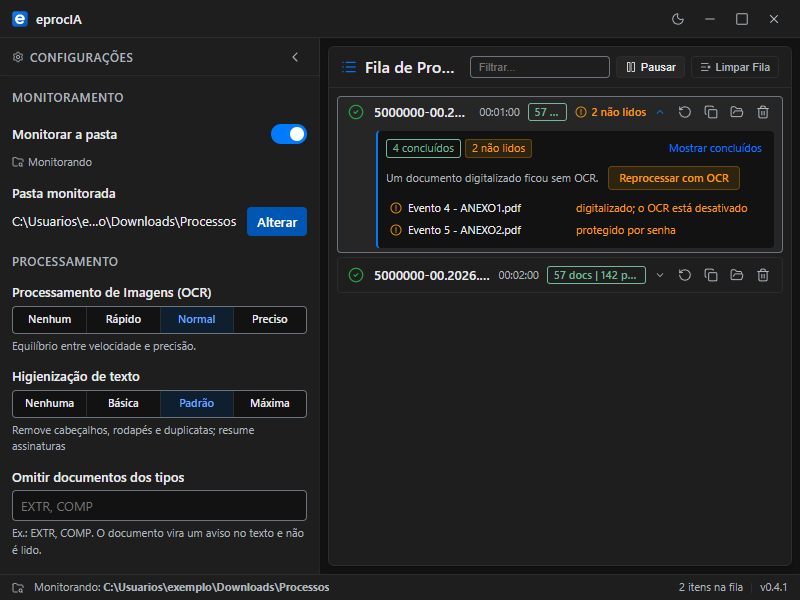 eprocIA
CONFIGURAÇÕES
MONITORAMENTO
Monitorar a pasta
Monitorando
Pasta monitorada
C:\Usuarios\e...o\Downloads\Processos
Alterar
PROCESSAMENTO
Processamento de Imagens (OCR)
Nenhum Rápido Normal Preciso
Equilíbrio entre velocidade e precisão.
Higienização de texto
Nenhuma Básica Padrão Máxima
Remove cabeçalhos, rodapés e duplicatas; resume
assinaturas
Omitir documentos dos tipos
EXTR, COMP
Ex.: EXTR, COMP. O documento vira um aviso no texto e não
é lido.
Fila de Pro... Filtrar... Pausar Limpar Fila
5000000-00.2... 00:01:00 57 ... 2 não lidos
4 concluídos 2 não lidos Mostrar concluídos
Um documento digitalizado ficou sem OCR. Reprocessar com OCR
Evento 4 - ANEXO1.pdf digitalizado; o OCR está desativado
Evento 5 - ANEXO2.pdf protegido por senha
5000000-00.2026.... 00:02:00 57 docs | 142 p...
Monitorando: C:\Usuarios\exemplo\Downloads\Processos 2 itens na fila v0.4.1